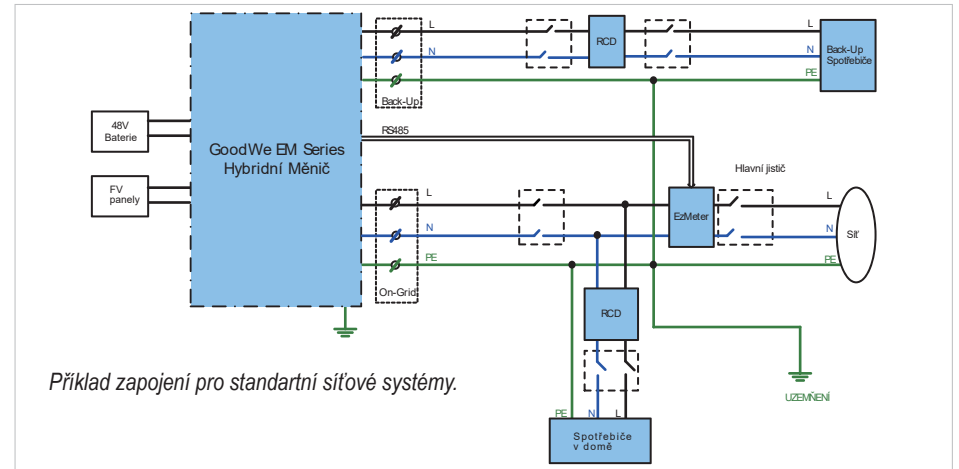 L
N
PE
Back-Up
RCD
L
N
PE
Back-Up
Spotřebiče
48V
Baterie
FV
panely
GoodWe EM Series
Hybridní Měnič
RS485
L
N
PE
On-Grid
EzMeter
Hlavní jistič
L
N
PE
Síť
RCD
PE
N
L
Spotřebiče
v domě
UZEMŇENÍ
Příklad zapojení pro standartní síťové systémy.